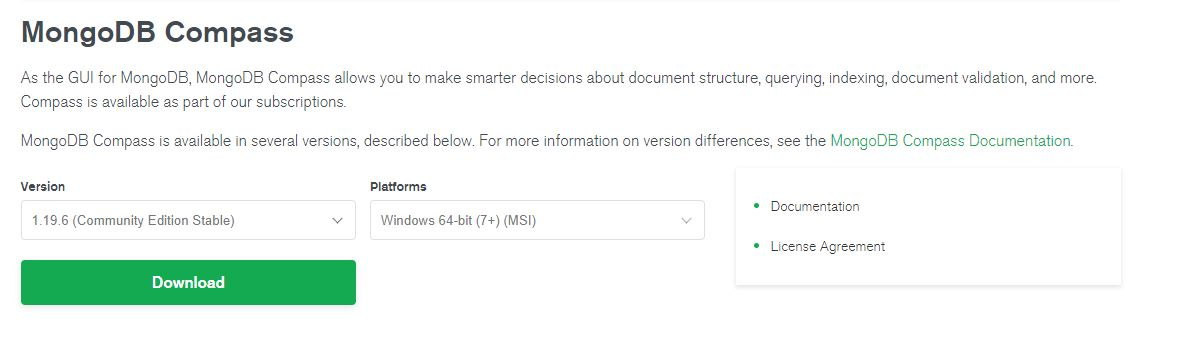 MongoDB Compass
As the GUI for MongoDB, MongoDB Compass allows you to make smarter decisions about document structure, querying, indexing, document validation, and more.
Compass is available as part of our subscriptions.
MongoDB Compass is available in several versions, described below. For more information on version differences, see the MongoDB Compass Documentation.
Version
Platforms
1.19.6 (Community Edition Stable)
Windows 64-bit (7+) (MSI)
Documentation
License Agreement
Download